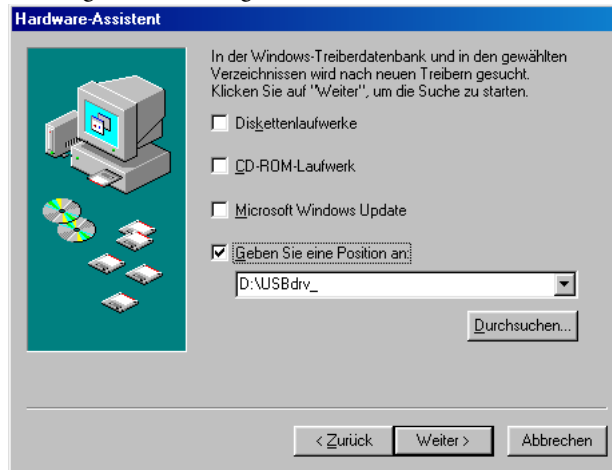 Hardware-Assistent
In der Windows-Treiberdatenbank und in den gewählten
Verzeichnissen wird nach neuen Treibern gesucht.
Klicken Sie auf "Weiter", um die Suche zu starten.
Diskettenlaufwerke
CD-ROM-Laufwerk
Microsoft Windows Update
Geben Sie eine Position an:
D:\USBdrv_
Durchsuchen...
< Zurück
Weiter >
Abbrechen